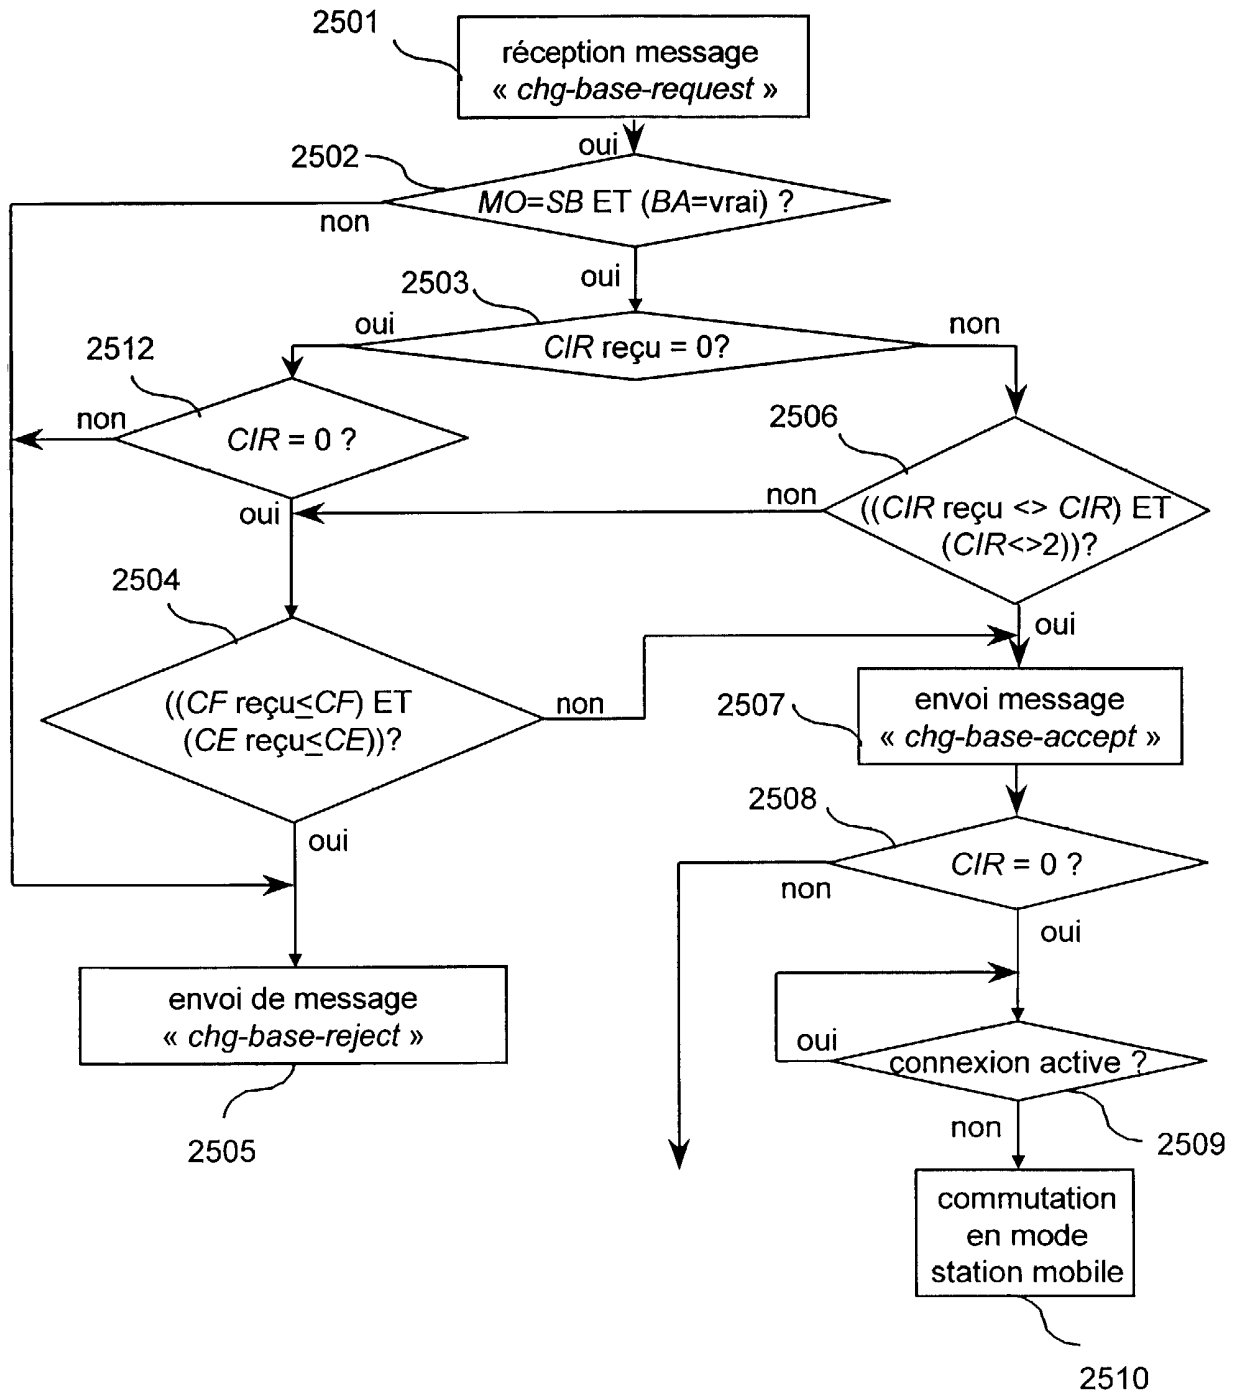 2501
réception message
« chg-base-request »
oui
2502
MO=SB ET (BA=vrai) ?
non
oui
2503
oui
CIR reçu = 0?
non
2512
non
CIR = 0 ?
oui
2506
non
((CIR reçu <> CIR) ET
(CIR<>2))?
oui
2504
((CF reçu≤CF) ET
(CE reçu≤CE))?
non
oui
2507
envoi message
« chg-base-accept »
2508
CIR = 0 ?
non
oui
envoi de message
« chg-base-reject »
2505
oui
connexion active ?
non
2509
commutation
en mode
station mobile
2510